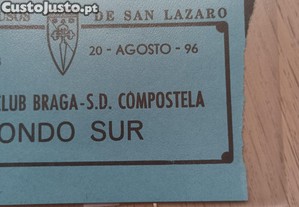 CustoJusto.pt
USOS DE SAN LAZARO
20 - AGOSTO - 96
CLUB BRAGA - S.D. COMPOSTELA
ONDO SUR